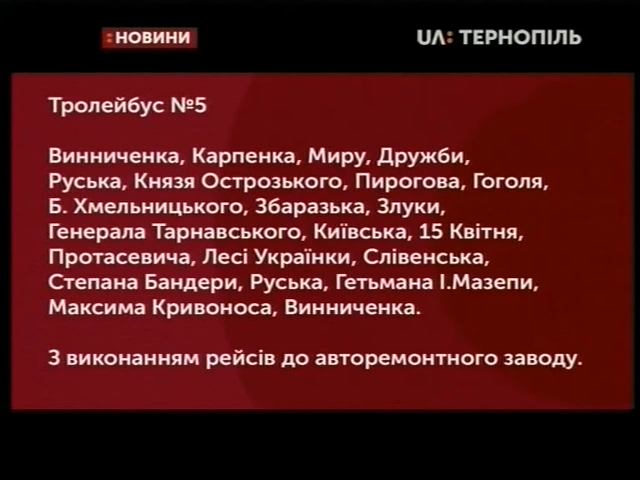 :НОВИНИ
UA: ТЕРНОПІЛЬ
Тролейбус №5
Винниченка, Карпенка, Миру, Дружби,
Руська, Князя Острозького, Пирогова, Гоголя,
Б. Хмельницького, Збаразька, Злуки,
Генерала Тарнавського, Київська, 15 Квітня,
Протасевича, Лесі Українки, Слівенська,
Степана Бандери, Руська, Гетьмана І.Мазепи,
Максима Кривоноса, Винниченка.
З виконанням рейсів до авторемонтного заводу.